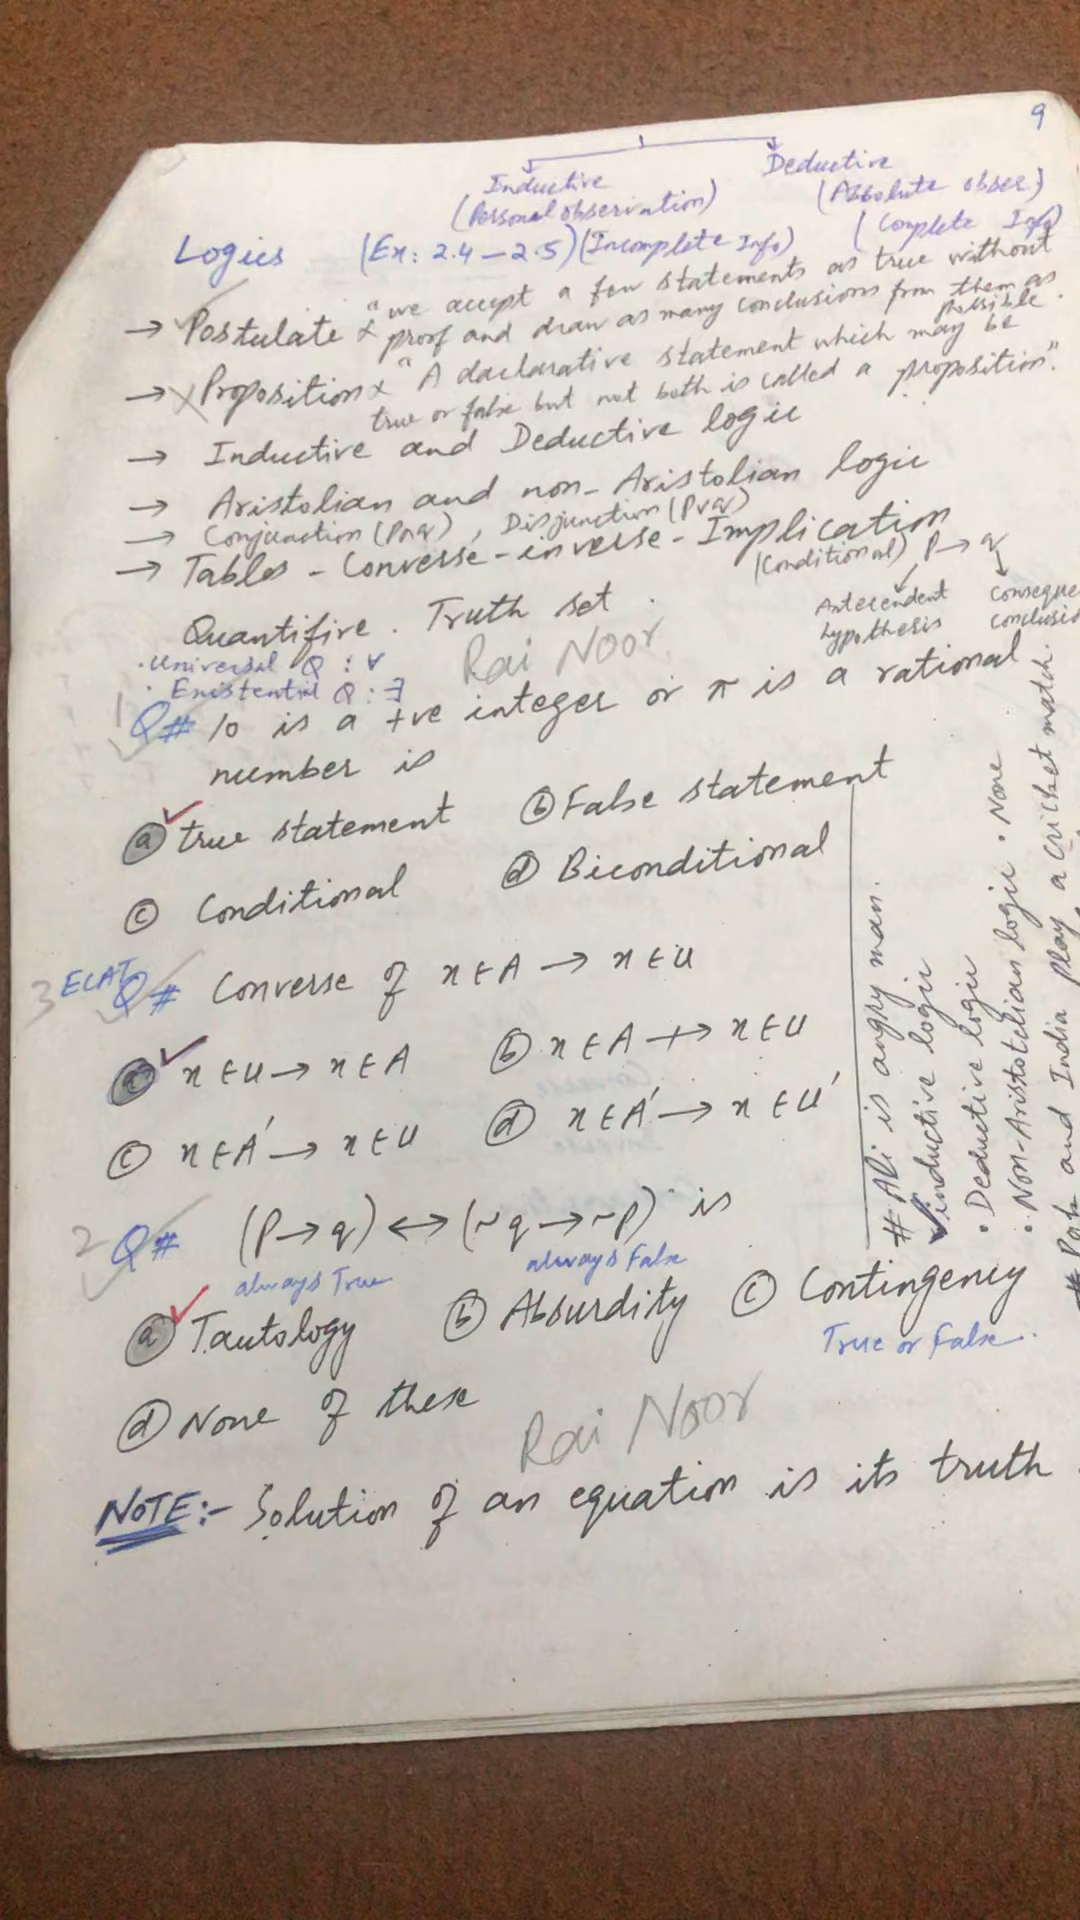 9
Inductive
(Personal observation)
(Incomplete Info)
Deductive
(Absolute obser.)
(Complete Info)
Logics (Ex: 2.4 – 2.5)
→ Postulate "we accept a few statements as true without
proof and draw as many conclusions from them as
possible.
→ Proposition "A declarative statement which may be
true or false but not both is called a proposition."
→ Inductive and Deductive logic
→ Aristolian and non-Aristolian logic
→ Conjunction (P∧q), Disjunction (P∨q)
→ Tables - Converse - inverse - Implication
(Conditional) P → q
Antecendent
hypothesis
Conseque
conclusio
Quantifire. Truth set.
. Universal Q : ∀
. Existential Q : ∃
Rai Noor
1 Q# 10 is a +ve integer or π is a rational
number is
ⓐ true statement ⓑ False statement
ⓒ Conditional ⓓ Biconditional
3 ECAT Q# Converse of x ∈ A → x ∈ U
ⓐ x ∈ U → x ∈ A ⓑ x ∈ A ↛ x ∈ U
ⓒ x ∈ A′ → x ∈ U ⓓ x ∈ A′ → x ∈ U′
2 Q# (P → q) ↔ (~q → ~p) is
always True always False
ⓐ Tautology ⓑ Absurdity ⓒ Contingency
True or False.
ⓓ None of these
Rai Noor
NOTE:- Solution of an equation is its truth
# Ali is angry man.
inductive logic
• Deductive logic
• Non-Aristotelian logic • None
# Pak and India play a cricket match.